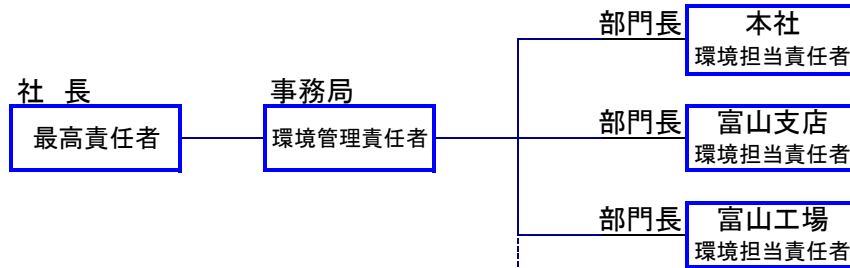 部門長
本社
環境担当責任者
社 長
最高責任者
事務局
環境管理責任者
部門長
富山支店
環境担当責任者
部門長
富山工場
環境担当責任者